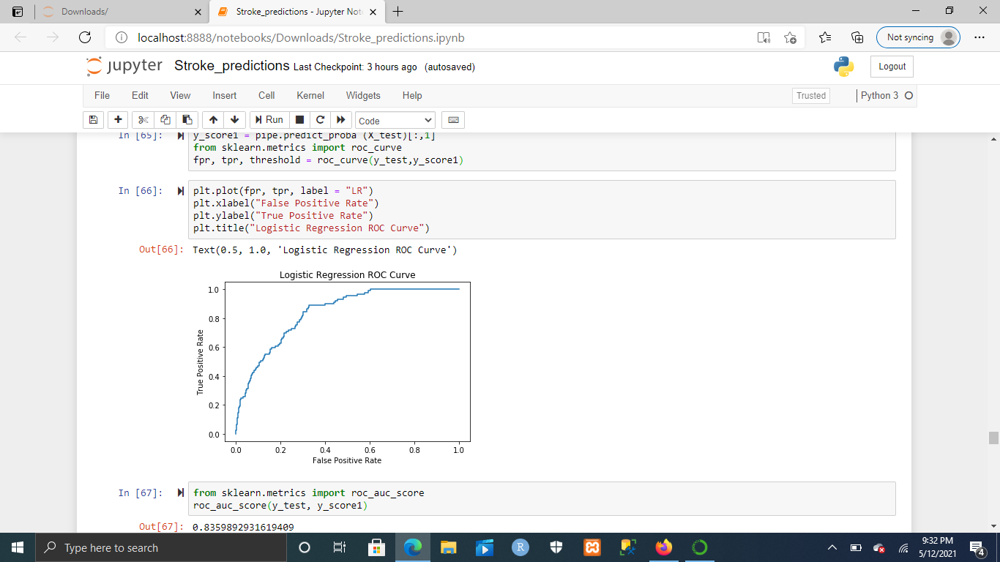 Downloads/
Stroke_predictions - Jupyter Not
localhost:8888/notebooks/Downloads/Stroke_predictions.ipynb
Not syncing
jupyter Stroke_predictions Last Checkpoint: 3 hours ago (autosaved)
Logout
File Edit View Insert Cell Kernel Widgets Help
Trusted
Python 3
Run
Code
In [65]: y_score1 = pipe.predict_proba (X_test)[:,1]
from sklearn.metrics import roc_curve
fpr, tpr, threshold = roc_curve(y_test,y_score1)
In [66]: plt.plot(fpr, tpr, label = "LR")
plt.xlabel("False Positive Rate")
plt.ylabel("True Positive Rate")
plt.title("Logistic Regression ROC Curve")
Out[66]: Text(0.5, 1.0, 'Logistic Regression ROC Curve')
Logistic Regression ROC Curve
True Positive Rate
1.0
0.8
0.6
0.4
0.2
0.0
0.0 0.2 0.4 0.6 0.8 1.0
False Positive Rate
In [67]: from sklearn.metrics import roc_auc_score
roc_auc_score(y_test, y_score1)
Out[67]: 0.8359892931619409
Type here to search
R
9:32 PM
5/12/2021
4